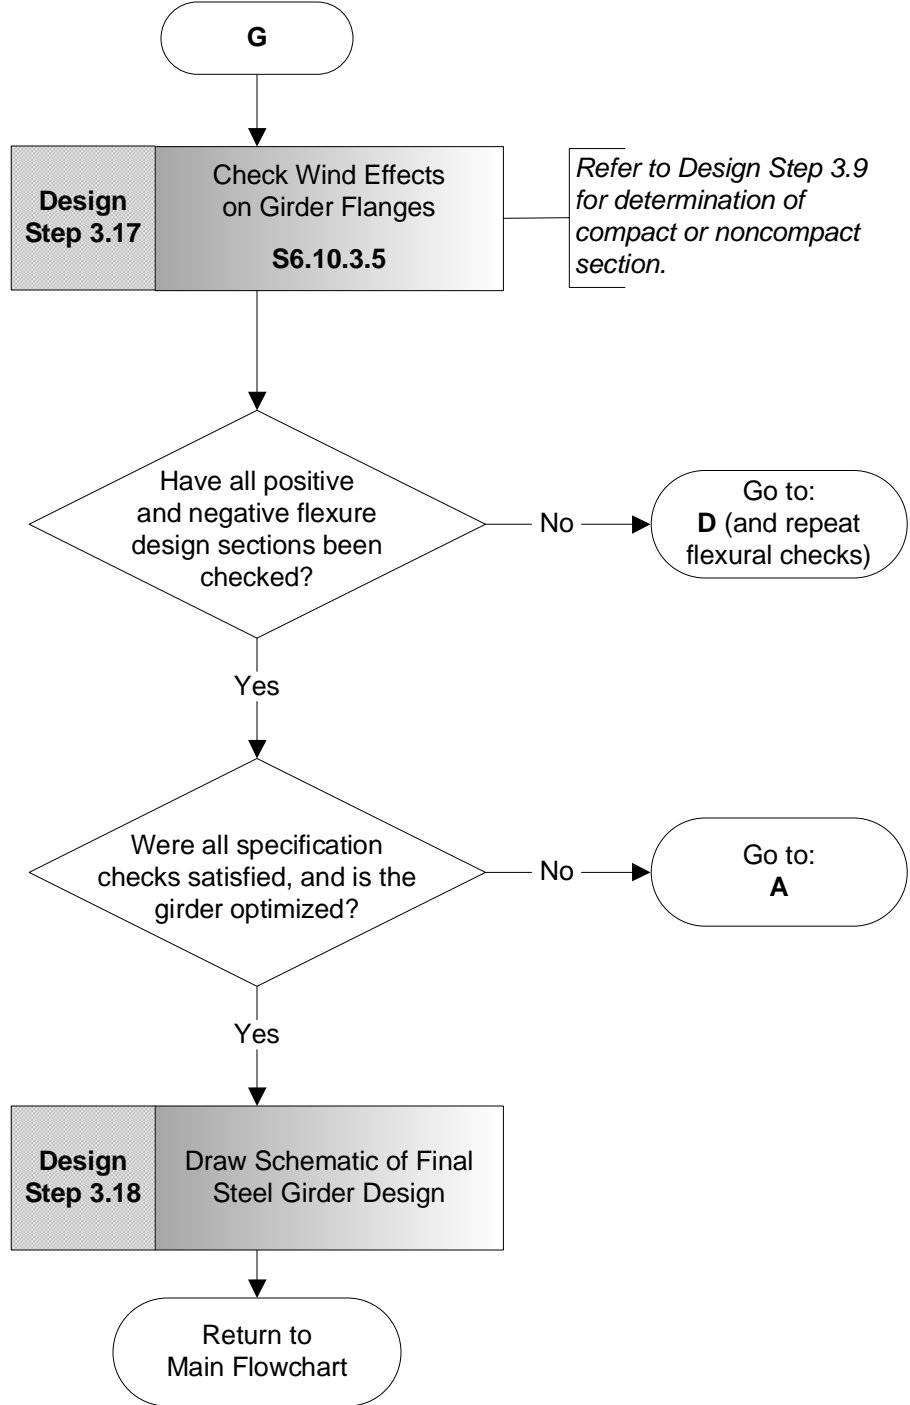 G
Design
Step 3.17
Check Wind Effects
on Girder Flanges
S6.10.3.5
Refer to Design Step 3.9
for determination of
compact or noncompact
section.
Have all positive
and negative flexure
design sections been
checked?
No
Go to:
D (and repeat
flexural checks)
Yes
Were all specification
checks satisfied, and is the
girder optimized?
No
Go to:
A
Yes
Design
Step 3.18
Draw Schematic of Final
Steel Girder Design
Return to
Main Flowchart